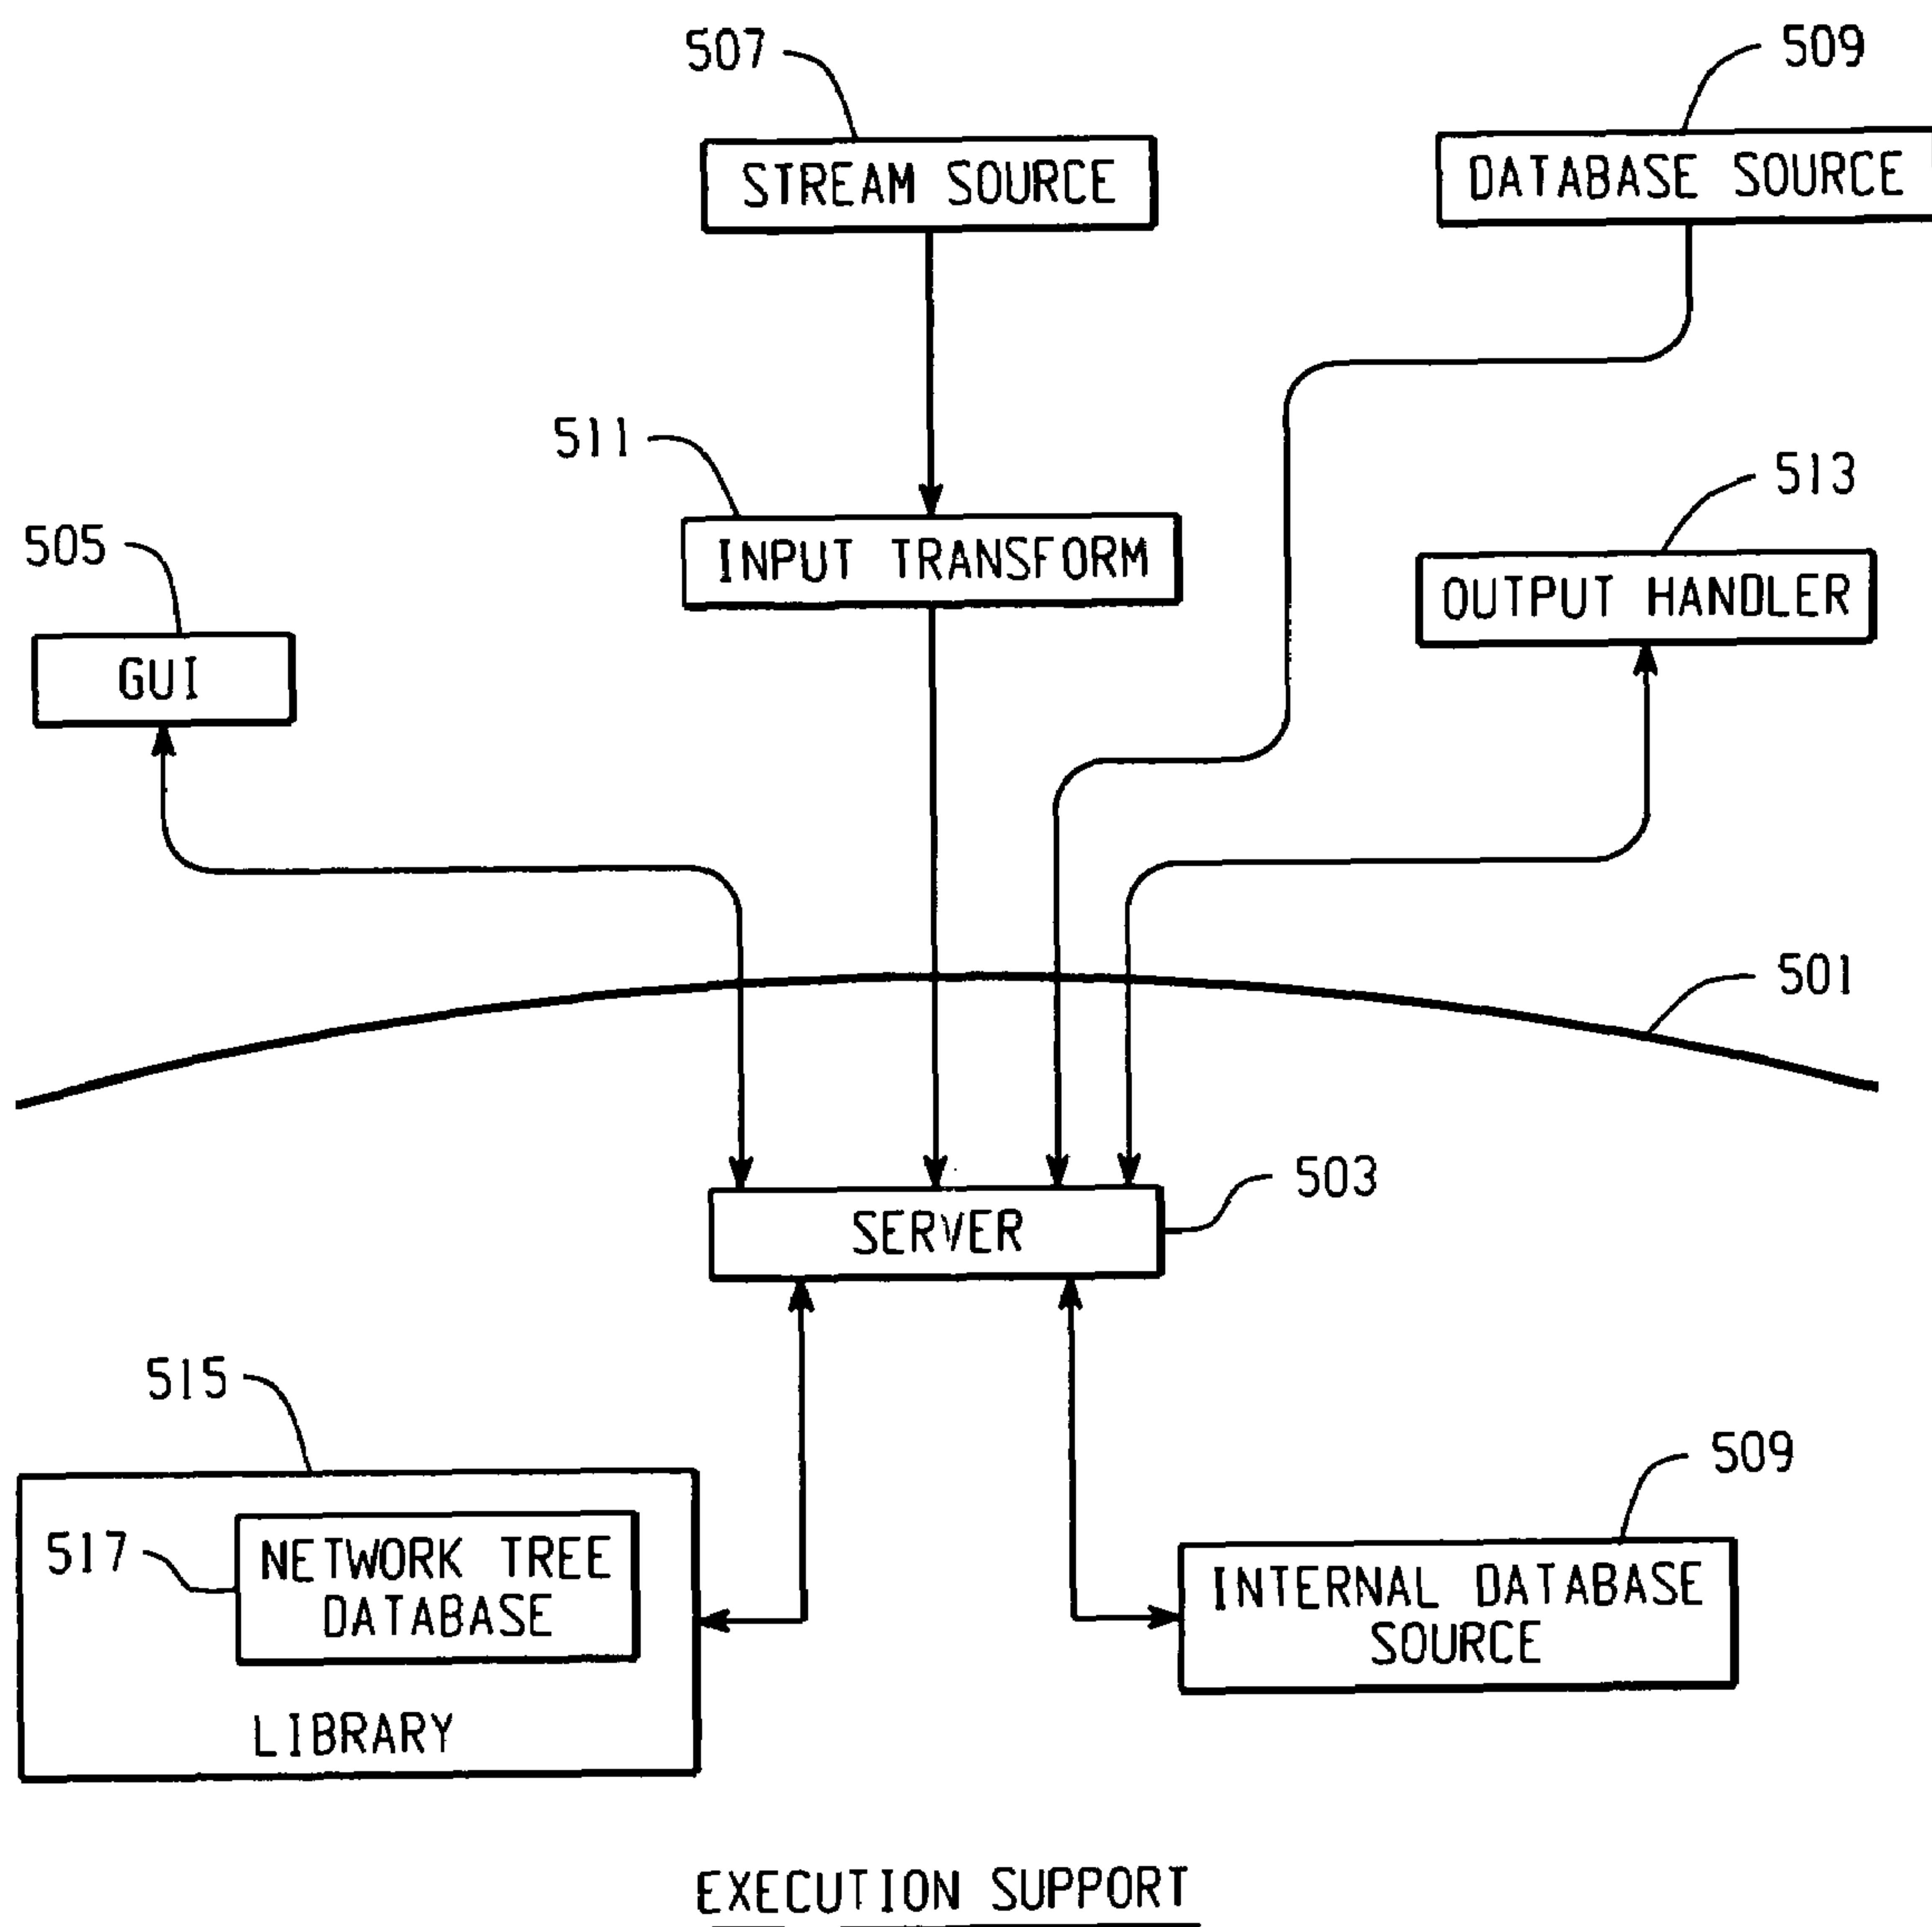 507
509
STREAM SOURCE
DATABASE SOURCE
511
513
505
INPUT TRANSFORM
OUTPUT HANDLER
GUI
501
503
SERVER
515
509
517
NETWORK TREE
DATABASE
INTERNAL DATABASE
SOURCE
LIBRARY
EXECUTION SUPPORT